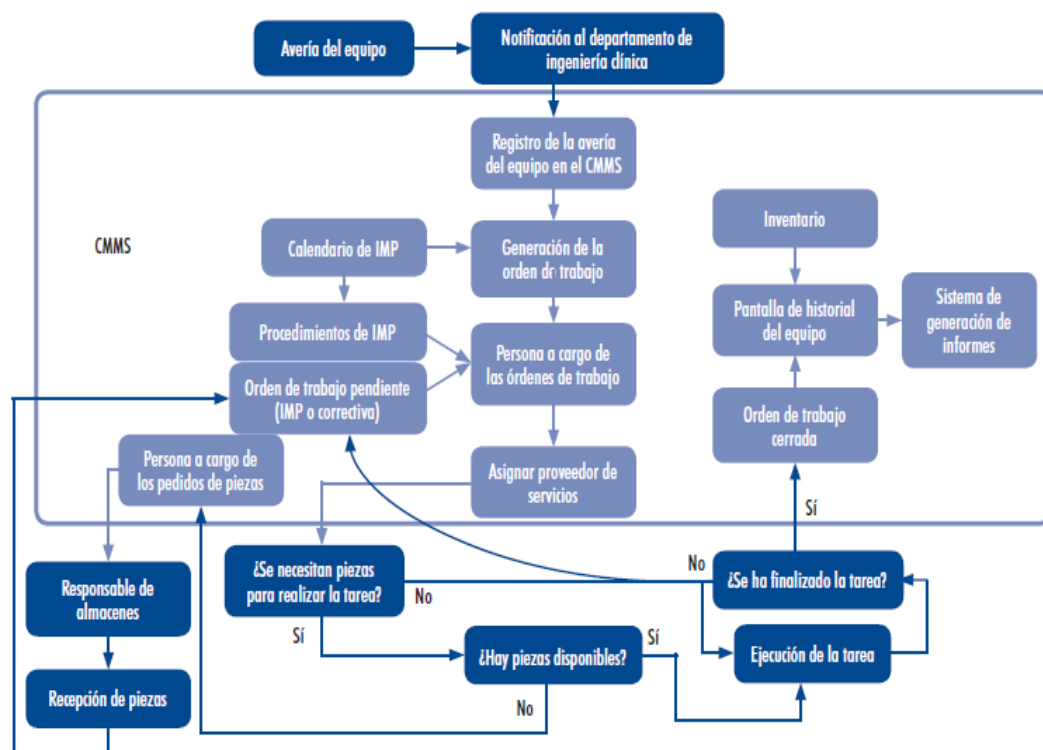 Avería del equipo
Notificación al departamento de
ingeniería clínica
Registro de la avería
del equipo en el CMMS
CMMS
Calendario de IMP
Generación de la
orden de trabajo
Inventario
Procedimientos de IMP
Persona a cargo de
las órdenes de trabajo
Pantalla de historial
del equipo
Sistema de
generación de
informes
Orden de trabajo pendiente
(IMP o correctiva)
Orden de trabajo
cerrada
Persona a cargo de
los pedidos de piezas
Asignar proveedor de
servicios
Sí
Responsable de
almacenes
¿Se necesitan piezas
para realizar la tarea?
No
No
¿Se ha finalizado la tarea?
Sí
¿Hay piezas disponibles?
Sí
Ejecución de la tarea
Recepción de piezas
No
Sí